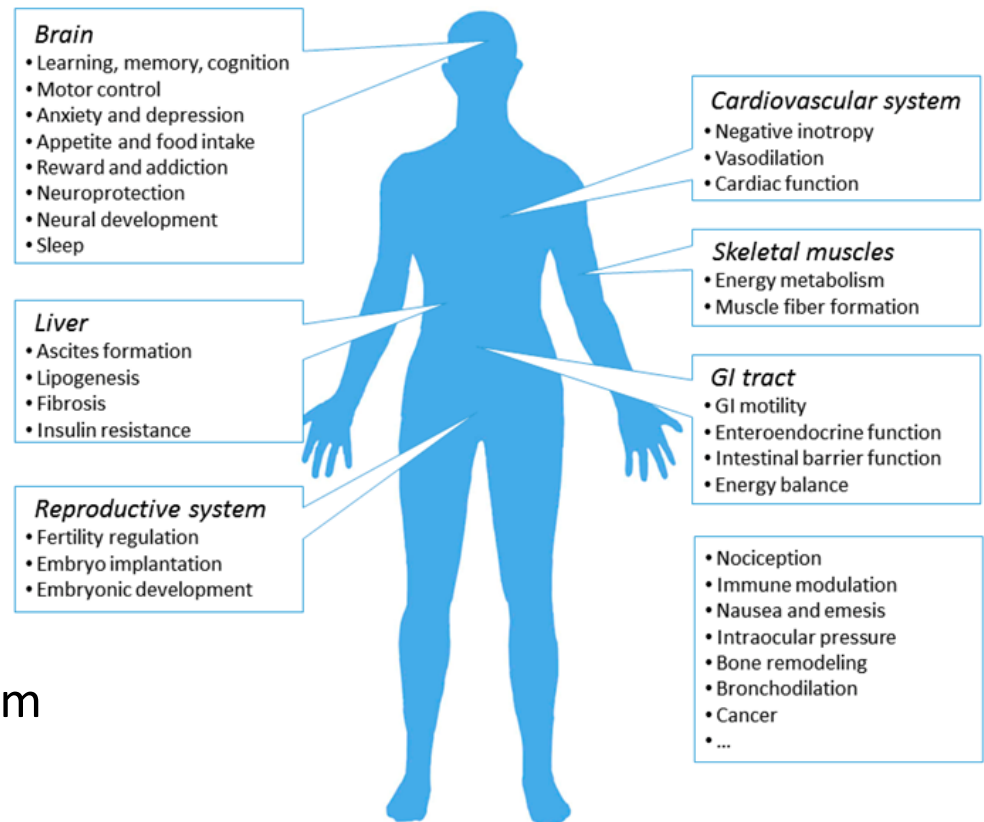 Brain
• Learning, memory, cognition
• Motor control
• Anxiety and depression
• Appetite and food intake
• Reward and addiction
• Neuroprotection
• Neural development
• Sleep
Liver
• Ascites formation
• Lipogenesis
• Fibrosis
• Insulin resistance
Reproductive system
• Fertility regulation
• Embryo implantation
• Embryonic development
m
Cardiovascular system
• Negative inotropy
• Vasodilation
• Cardiac function
Skeletal muscles
• Energy metabolism
• Muscle fiber formation
GI tract
• GI motility
• Enteroendocrine function
• Intestinal barrier function
• Energy balance
• Nociception
• Immune modulation
• Nausea and emesis
• Intraocular pressure
• Bone remodeling
• Bronchodilation
• Cancer
• ...